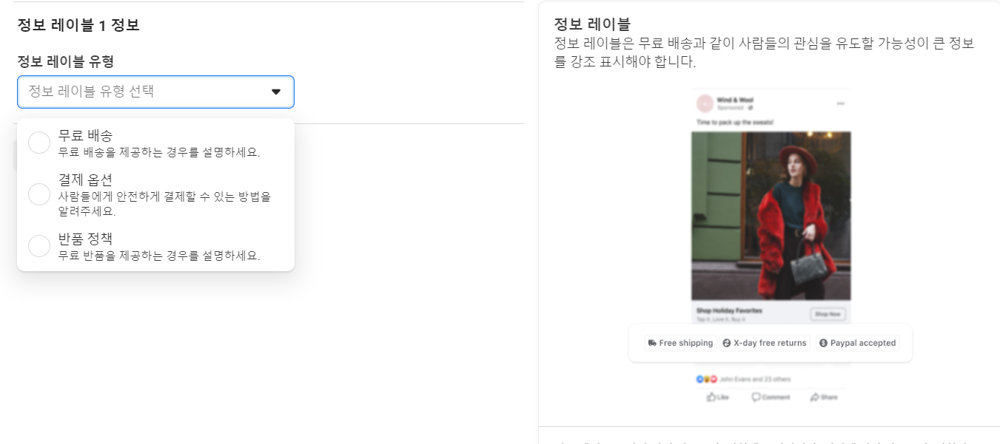 정보 레이블 1 정보
정보 레이블 유형
정보 레이블 유형 선택
무료 배송
무료 배송을 제공하는 경우를 설명하세요.
결제 옵션
사람들에게 안전하게 결제할 수 있는 방법을
알려주세요.
반품 정책
무료 반품을 제공하는 경우를 설명하세요.
정보 레이블
정보 레이블은 무료 배송과 같이 사람들의 관심을 유도할 가능성이 큰 정보
를 강조 표시해야 합니다.
Wind & Wool
Sponsored
Time to pack up the sweats!
Shop Holiday Favorites
Tap it, Love it, Buy it
Shop Now
Free shipping
X-day free returns
Paypal accepted
John Evans and 23 others
Like
Comment
Share